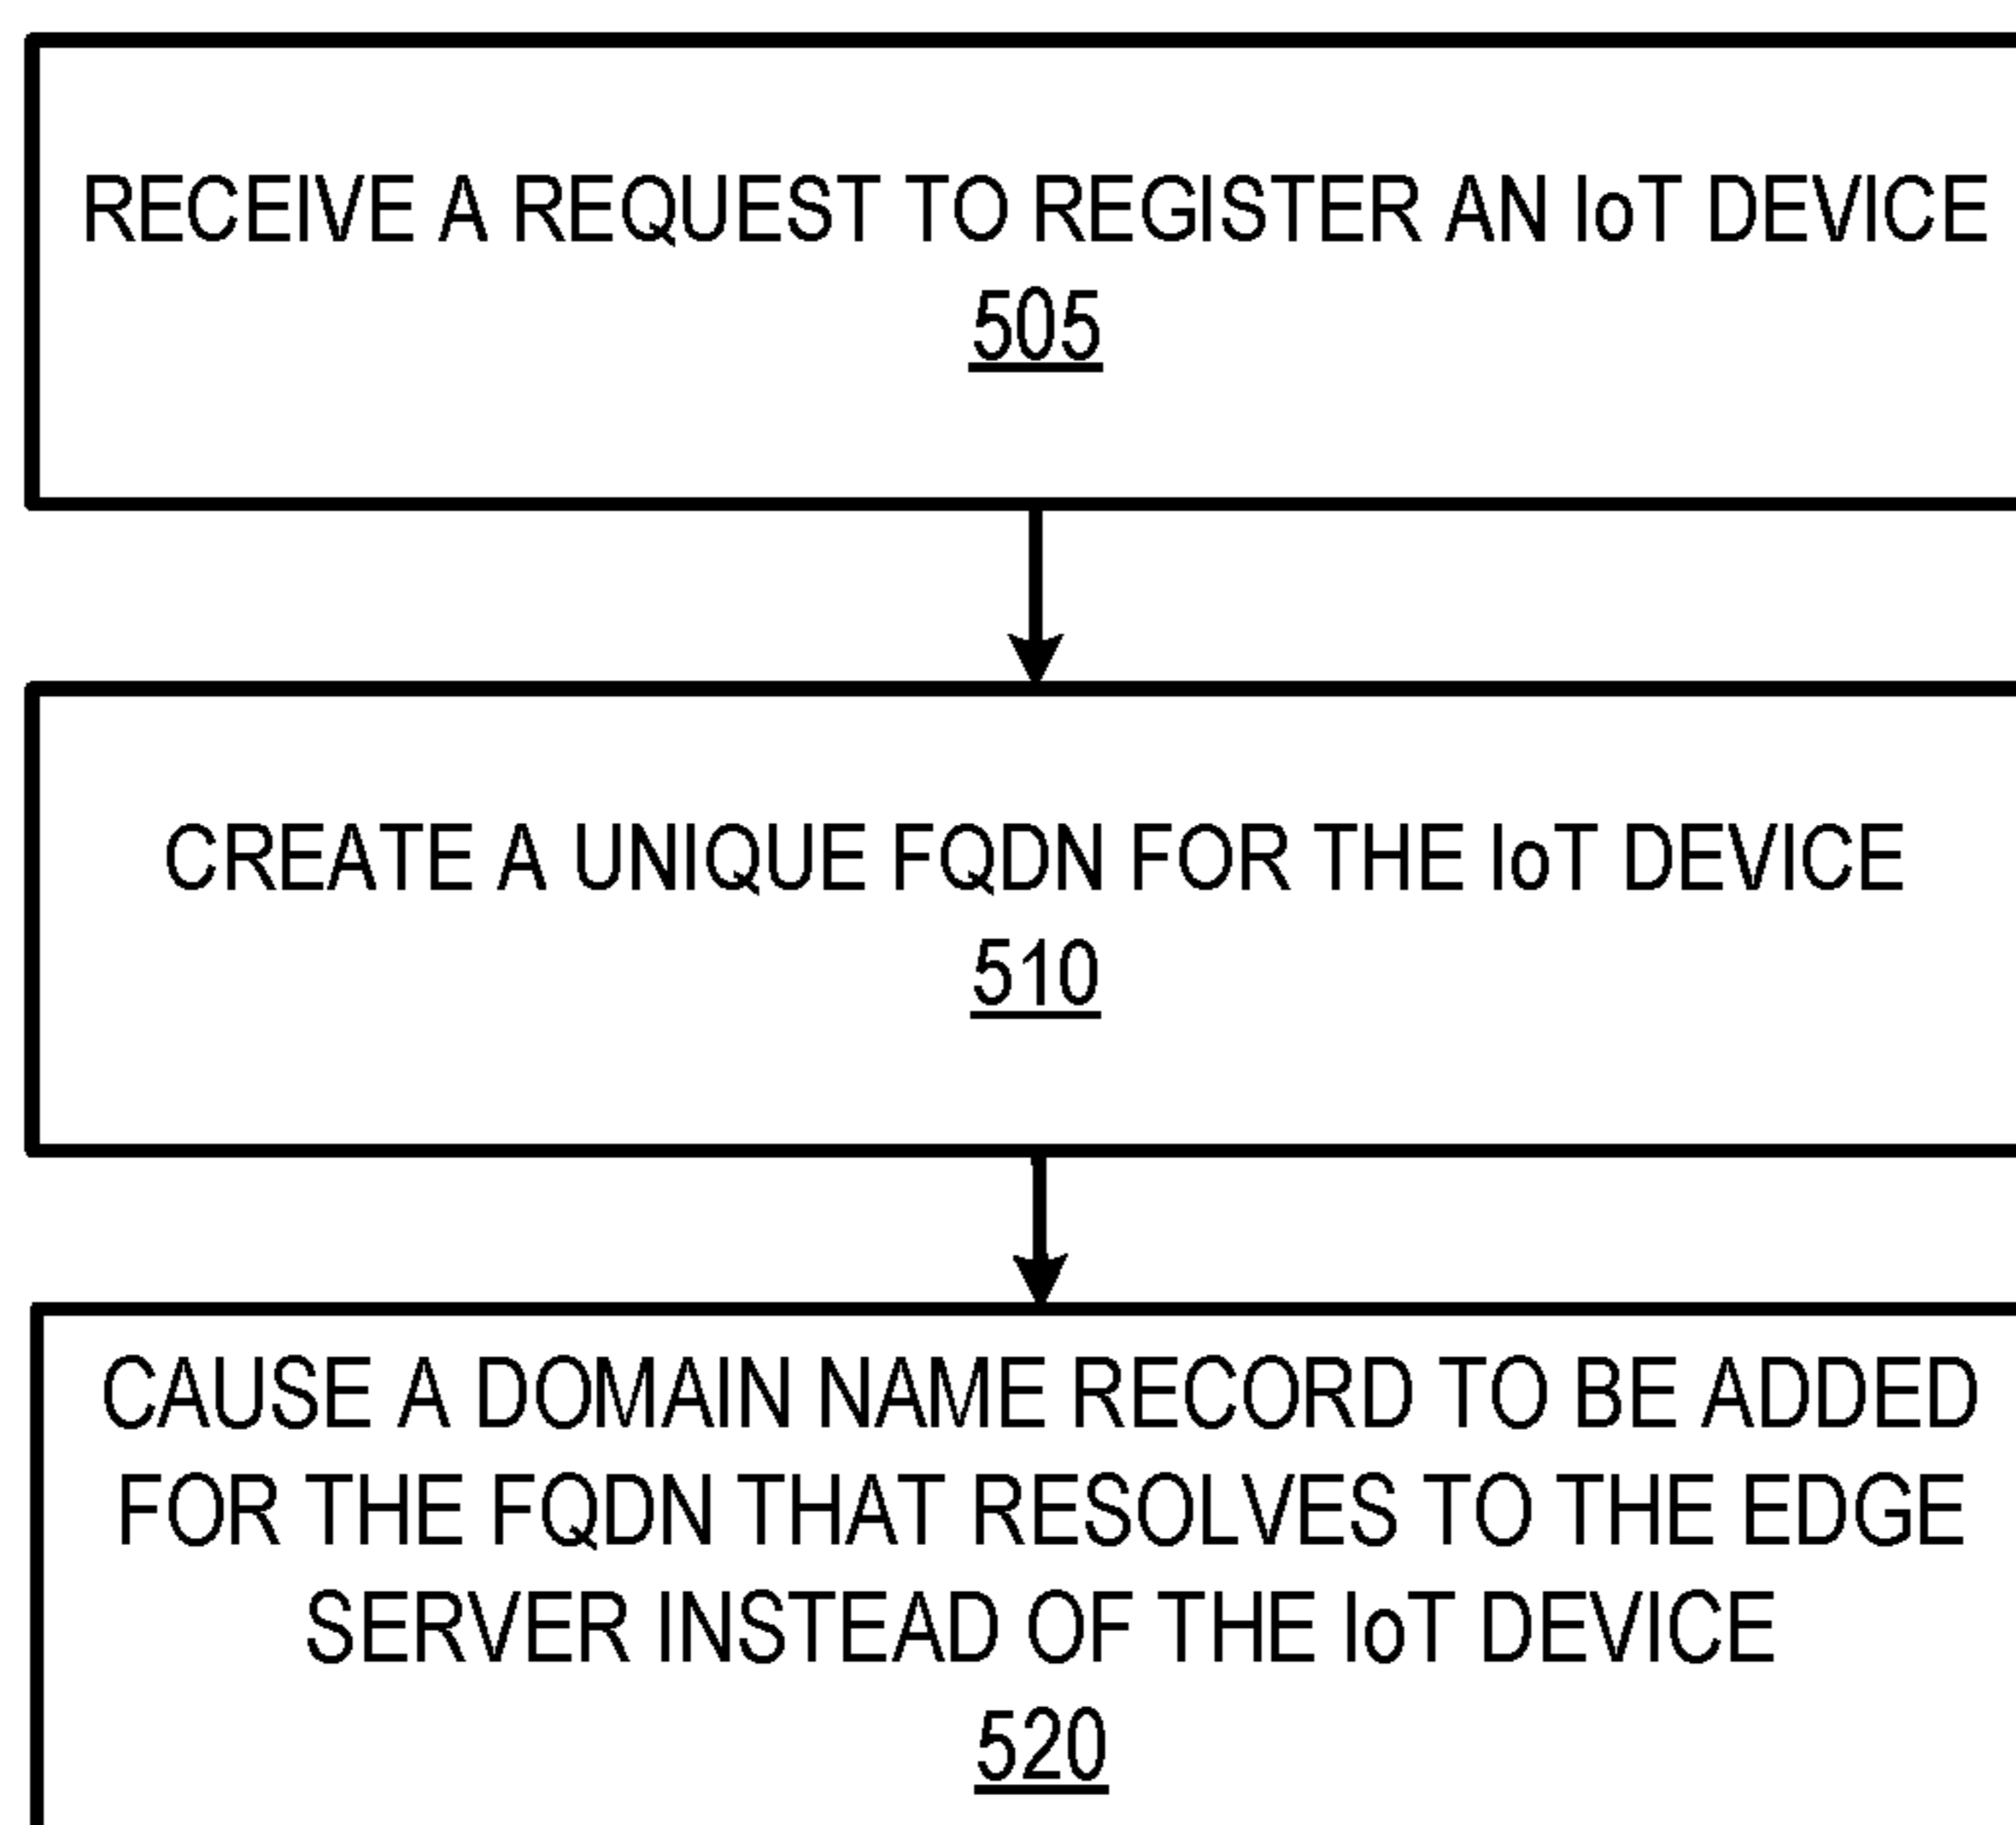 RECEIVE A REQUEST TO REGISTER AN IoT DEVICE
505
CREATE A UNIQUE FQDN FOR THE IoT DEVICE
510
CAUSE A DOMAIN NAME RECORD TO BE ADDED
FOR THE FQDN THAT RESOLVES TO THE EDGE
SERVER INSTEAD OF THE IoT DEVICE
520